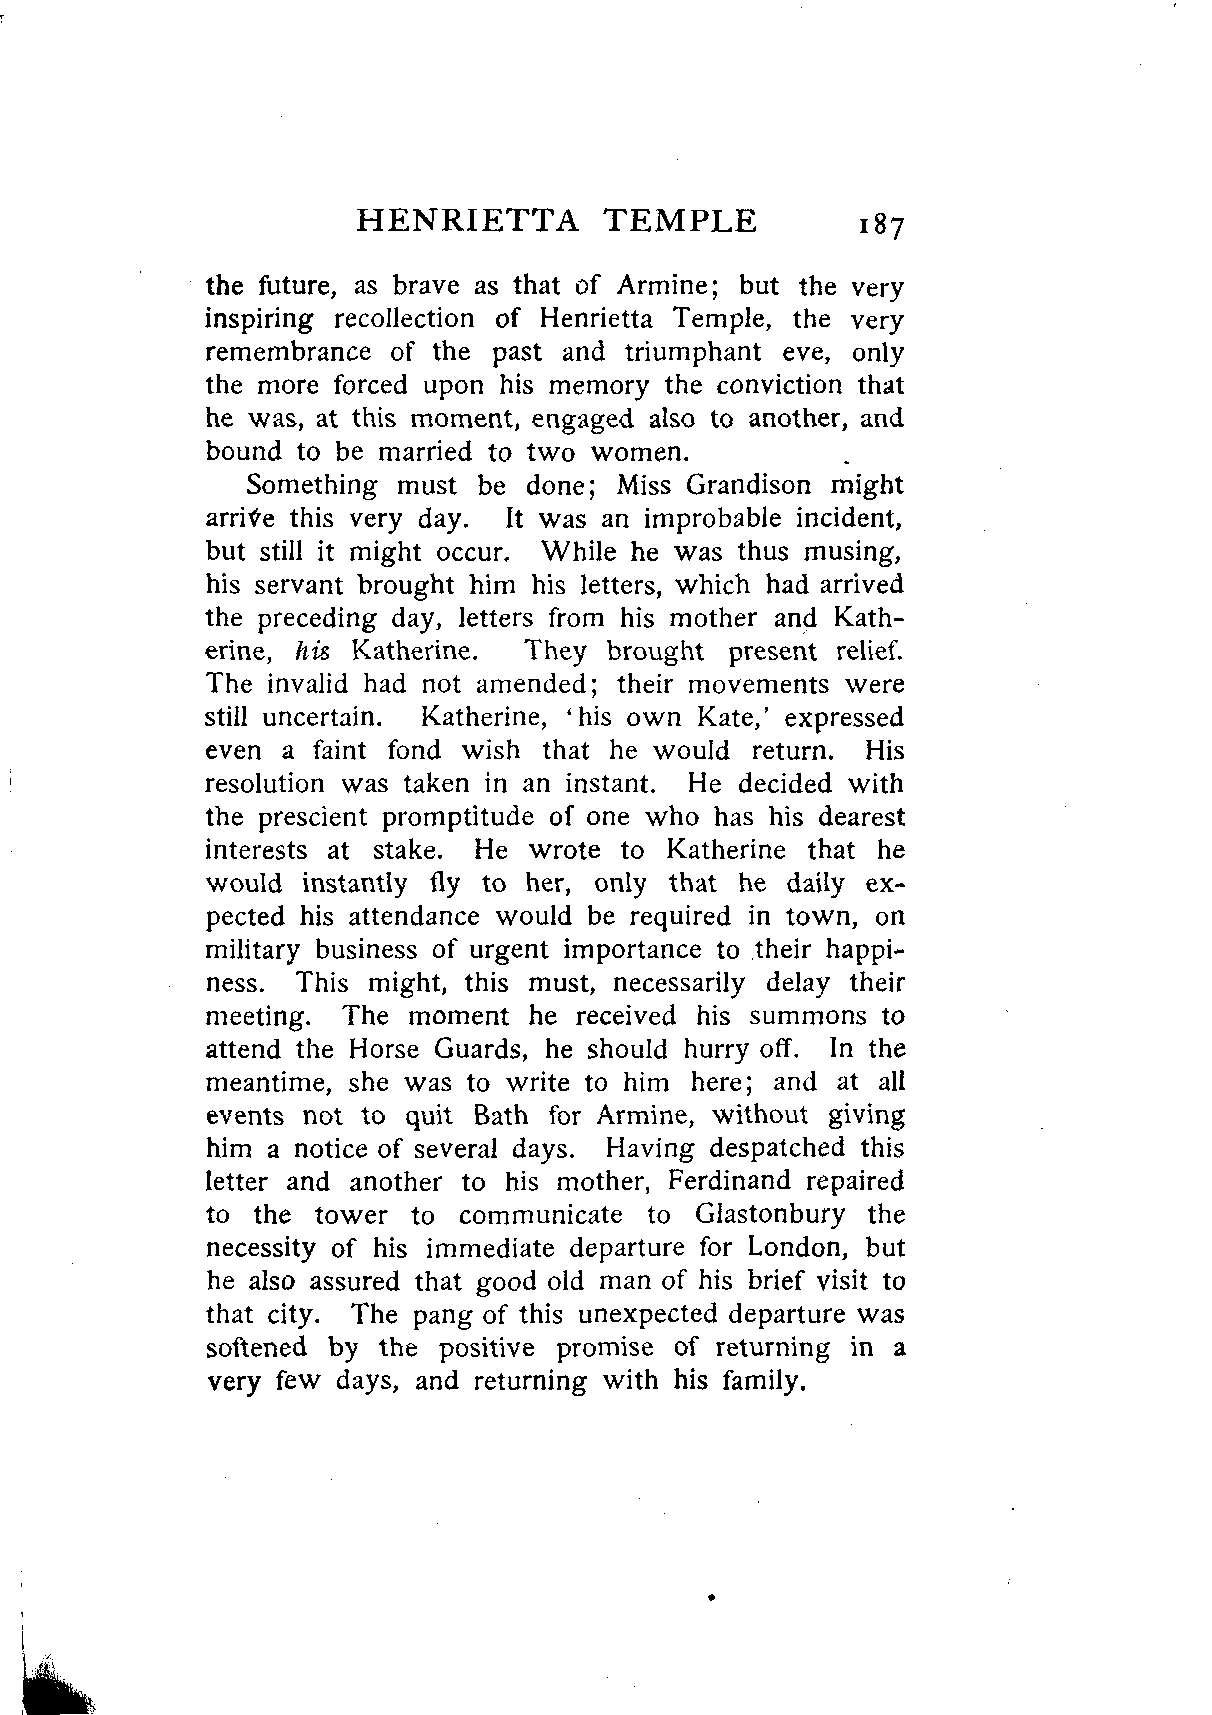 HENRIETTA TEMPLE 187
the future, as brave as that of Armine; but the very
inspiring recollection of Henrietta Temple, the very
remembrance of the past and triumphant eve, only
the more forced upon his memory the conviction that
he was, at this moment, engaged also to another, and
bound to be married to two women.
Something must be done; Miss Grandison might
arrive this very day. It was an improbable incident,
but still it might occur. While he was thus musing,
his servant brought him his letters, which had arrived
the preceding day, letters from his mother and Kath-
erine, his Katherine. They brought present relief.
The invalid had not amended; their movements were
still uncertain. Katherine, ‘his own Kate,’ expressed
even a faint fond wish that he would return. His
resolution was taken in an instant. He decided with
the prescient promptitude of one who has his dearest
interests at stake. He wrote to Katherine that he
would instantly fly to her, only that he daily ex-
pected his attendance would be required in town, on
military business of urgent importance to their happi-
ness. This might, this must, necessarily delay their
meeting. The moment he received his summons to
attend the Horse Guards, he should hurry off. In the
meantime, she was to write to him here; and at all
events not to quit Bath for Armine, without giving
him a notice of several days. Having despatched this
letter and another to his mother, Ferdinand repaired
to the tower to communicate to Glastonbury the
necessity of his immediate departure for London, but
he also assured that good old man of his brief visit to
that city. The pang of this unexpected departure was
softened by the positive promise of returning in a
very few days, and returning with his family.